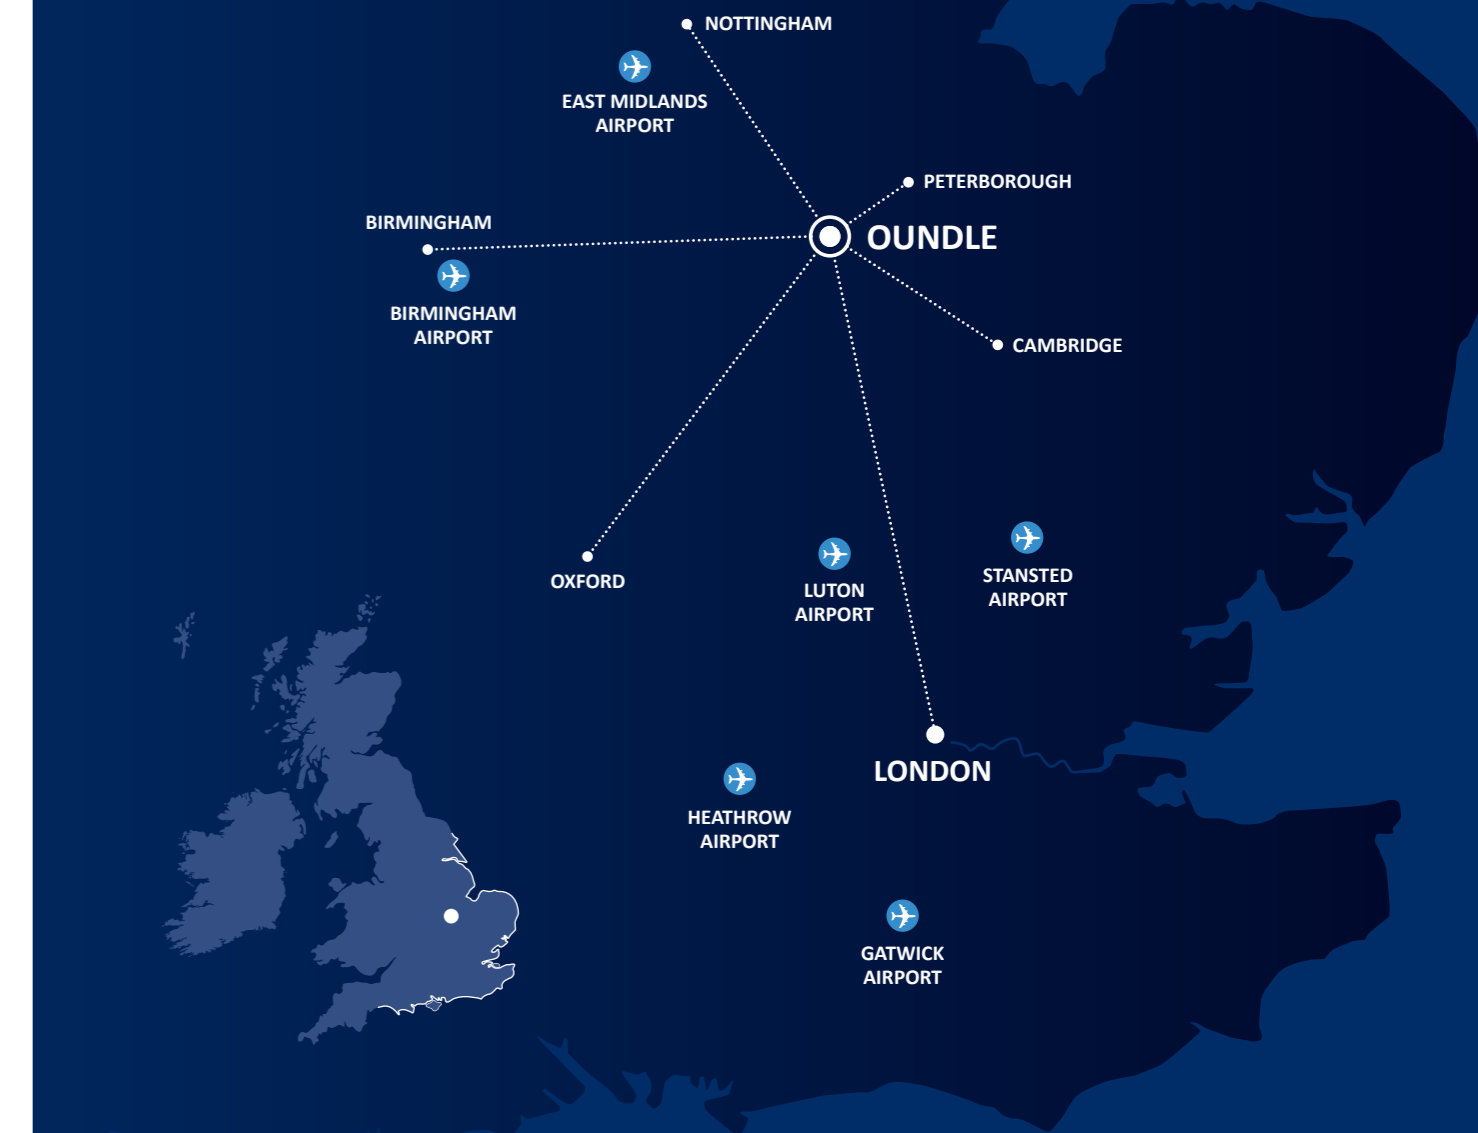 NOTTINGHAM
EAST MIDLANDS
AIRPORT
PETERBOROUGH
BIRMINGHAM
OUNDLE
BIRMINGHAM
AIRPORT
CAMBRIDGE
OXFORD
LUTON
AIRPORT
STANSTED
AIRPORT
LONDON
HEATHROW
AIRPORT
GATWICK
AIRPORT